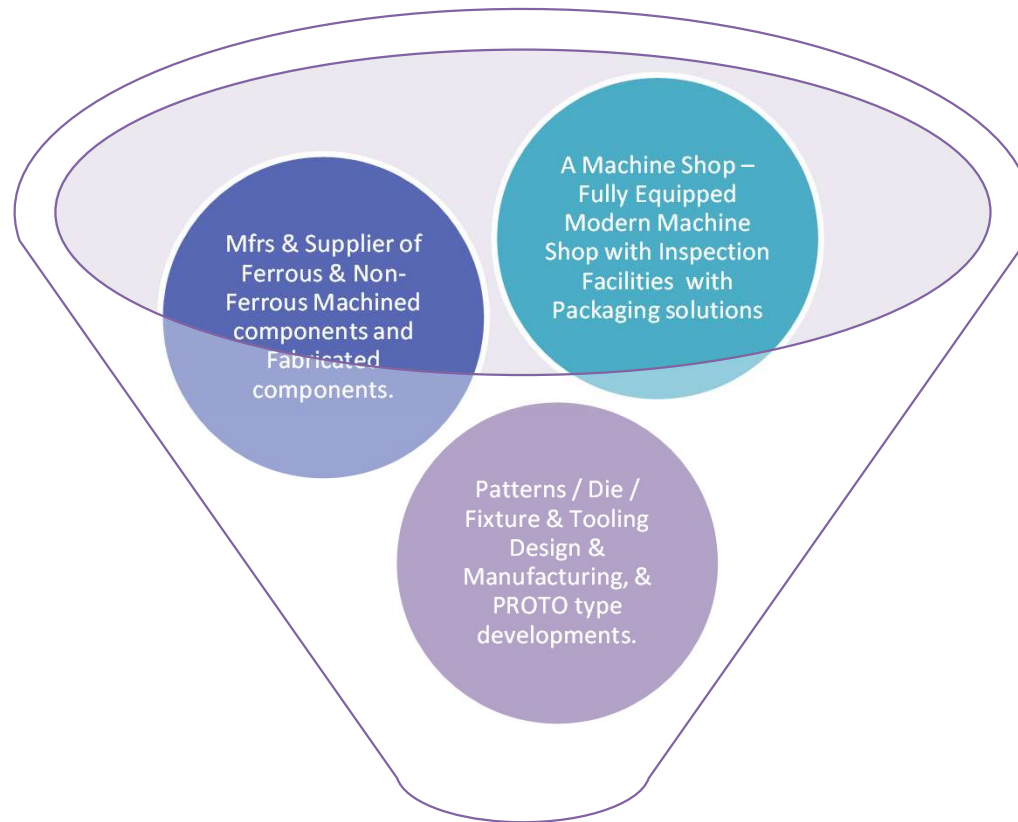 Mfrs & Supplier of
Ferrous & Non-
Ferrous Machined
components and
Fabricated
components.
A Machine Shop –
Fully Equipped
Modern Machine
Shop with Inspection
Facilities with
Packaging solutions
Patterns / Die /
Fixture & Tooling
Design &
Manufacturing, &
PROTO type
developments.